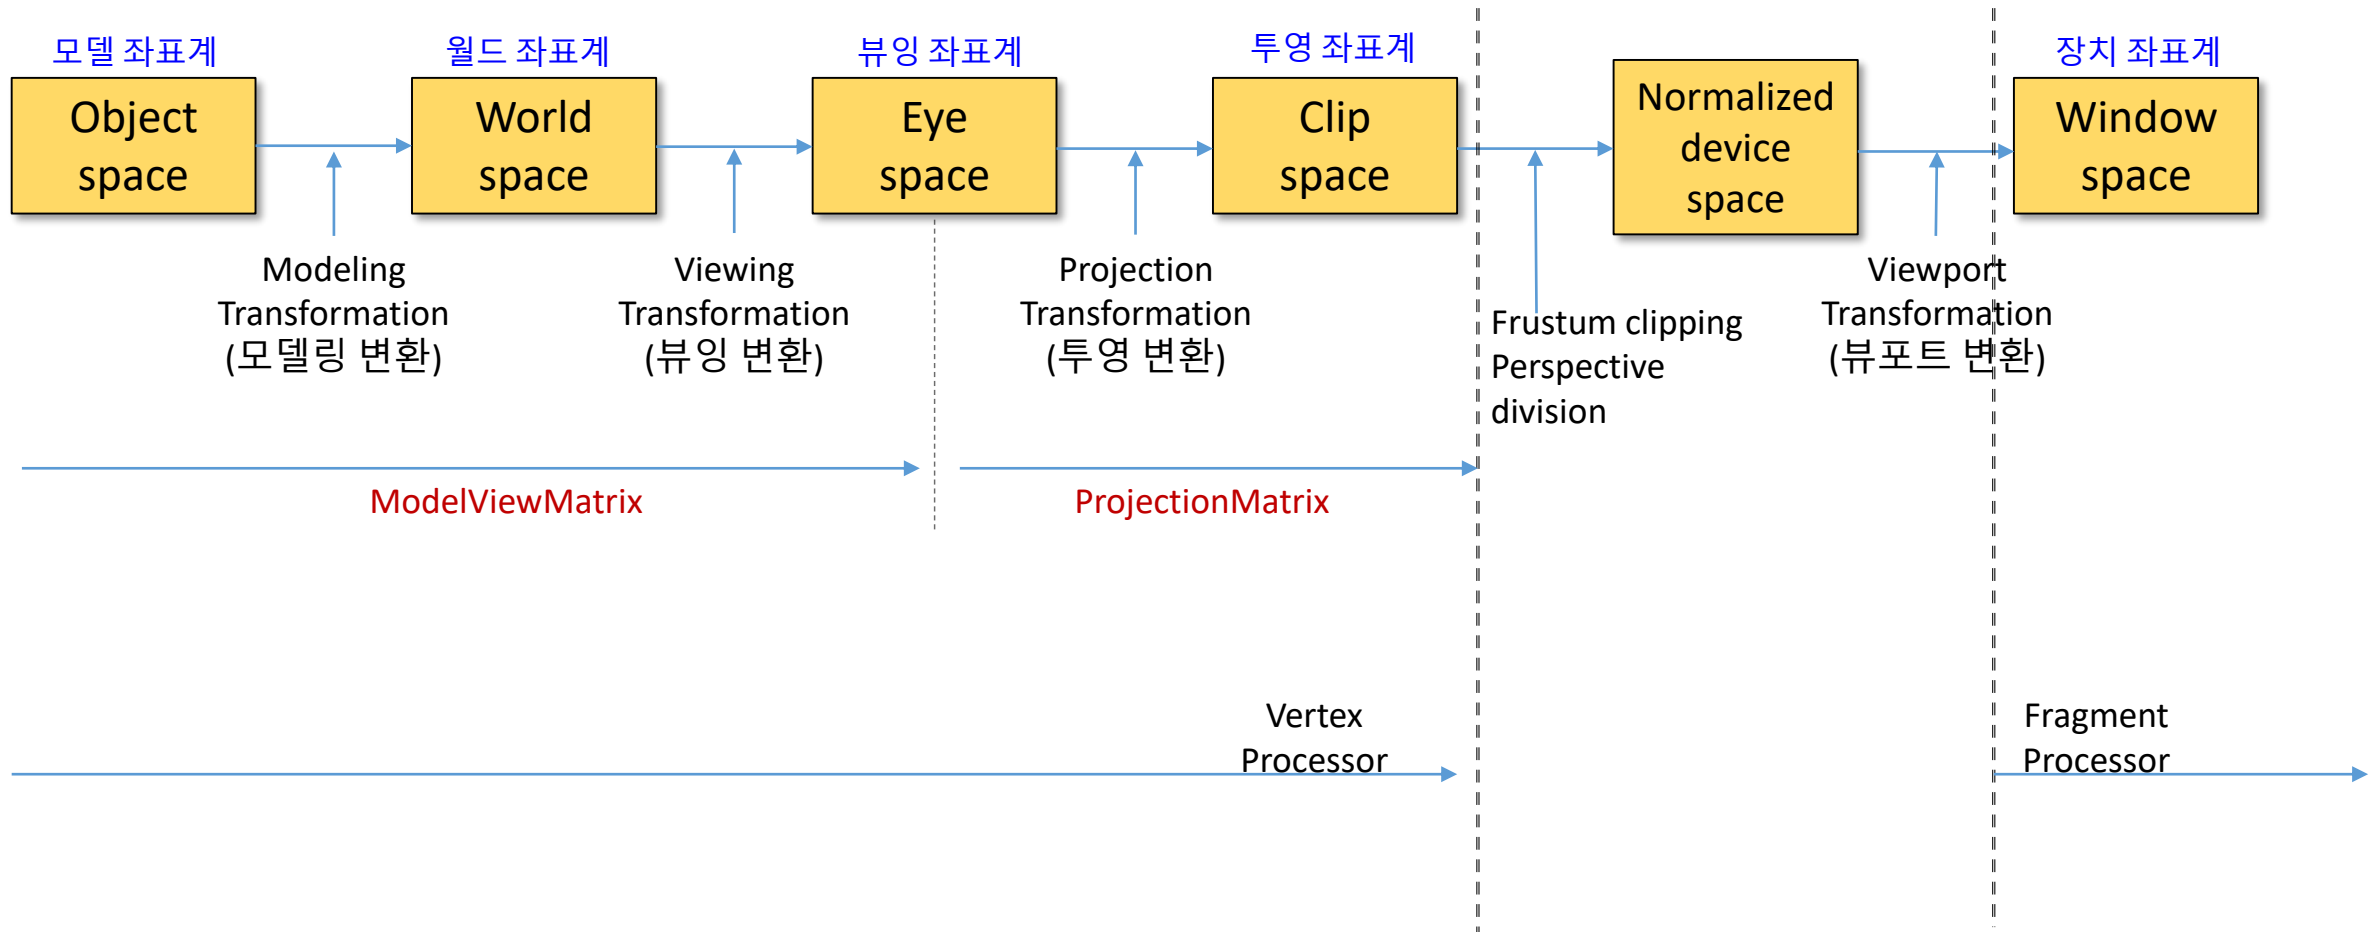 모델 좌표계
월드 좌표계
뷰잉 좌표계
투영 좌표계
장치 좌표계
Object
space
World
space
Eye
space
Clip
space
Normalized
device
space
Window
space
Modeling
Transformation
(모델링 변환)
Viewing
Transformation
(뷰잉 변환)
Projection
Transformation
(투영 변환)
Frustum clipping
Perspective
division
Viewport
Transformation
(뷰포트 변환)
ModelViewMatrix
ProjectionMatrix
Vertex
Processor
Fragment
Processor